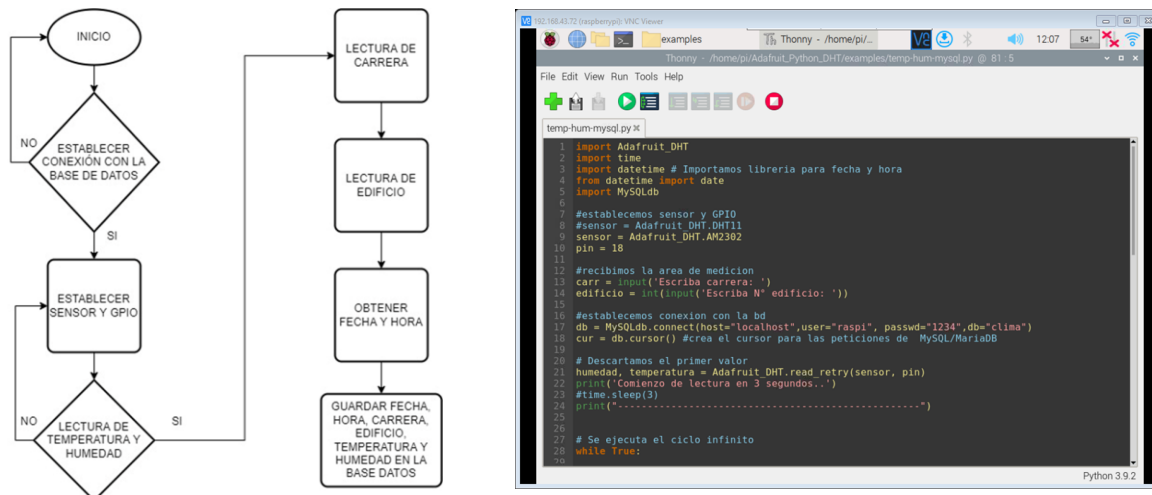 INICIO
NO
ESTABLECER
CONEXIÓN CON LA
BASE DE DATOS
SI
ESTABLECER
SENSOR Y GPIO
NO
LECTURA DE
TEMPERATURA Y
HUMEDAD
SI
LECTURA DE
CARRERA
LECTURA DE
EDIFICIO
OBTENER
FECHA Y HORA
GUARDAR FECHA,
HORA, CARRERA,
EDIFICIO,
TEMPERATURA Y
HUMEDAD EN LA
BASE DATOS
192.168.43.72 (raspberrypi): VNC Viewer
examples
Thonny - /home/pi/...
12:07
54°
Thonny - /home/pi/Adafruit_Python_DHT/examples/temp-hum-mysql.py @ 81 : 5
File Edit View Run Tools Help
temp-hum-mysql.py
1 import Adafruit_DHT
2 import time
3 import datetime # Importamos libreria para fecha y hora
4 from datetime import date
5 import MySQLdb
6
7 #establecemos sensor y GPIO
8 #sensor = Adafruit_DHT.DHT11
9 sensor = Adafruit_DHT.AM2302
10 pin = 18
11
12 #recibimos la area de medicion
13 carr = input('Escriba carrera: ')
14 edificio = int(input('Escriba N° edificio: '))
15
16 #establecemos conexion con la bd
17 db = MySQLdb.connect(host="localhost",user="raspi", passwd="1234",db="clima")
18 cur = db.cursor() #crea el cursor para las peticiones de  MySQL/MariaDB
19
20 # Descartamos el primer valor
21 humedad, temperatura = Adafruit_DHT.read_retry(sensor, pin)
22 print('Comienzo de lectura en 3 segundos..')
23 #time.sleep(3)
24 print("---------------------------------------------------")
25
26
27 # Se ejecuta el ciclo infinito
28 while True:
29
Python 3.9.2